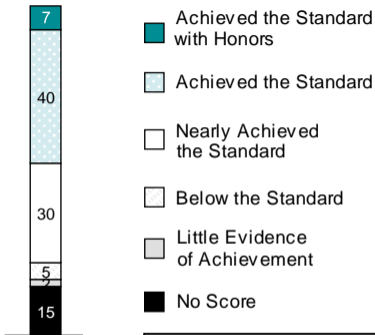 7
40
30
5
2
15
Achieved the Standard
with Honors
Achieved the Standard
Nearly Achieved
the Standard
Below the Standard
Little Evidence
of Achievement
No Score